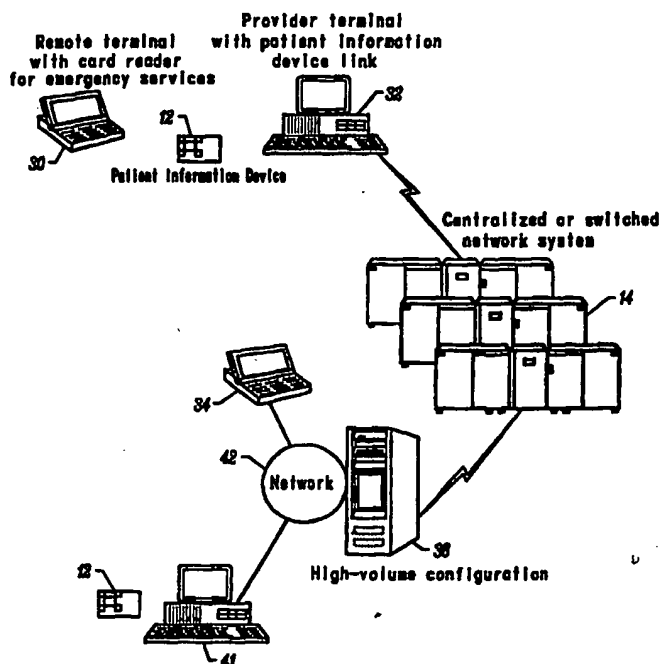 Provider terminal
with patient information
device link
Remote terminal
with card reader
for emergency services
32
12
30
Patient Information Device
Centralized or switched
network system
14
34
42
Network
38
High-volume configuration
12
41